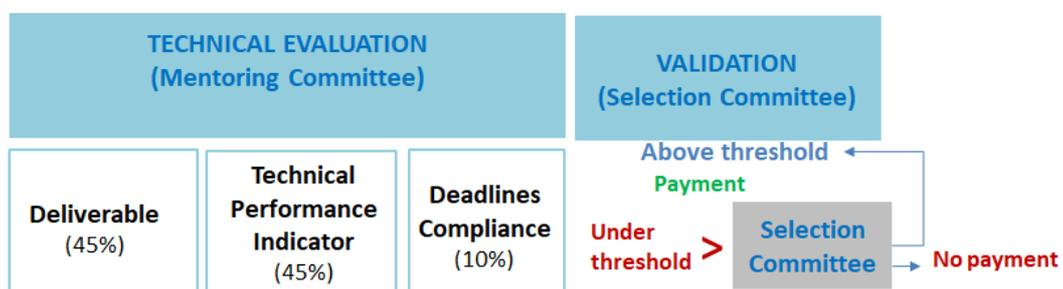 TECHNICAL EVALUATION
(Mentoring Committee)
VALIDATION
(Selection Committee)
Deliverable
(45%)
Technical
Performance
Indicator
(45%)
Deadlines
Compliance
(10%)
Above threshold
Payment
Under
threshold
>
Selection
Committee
No payment